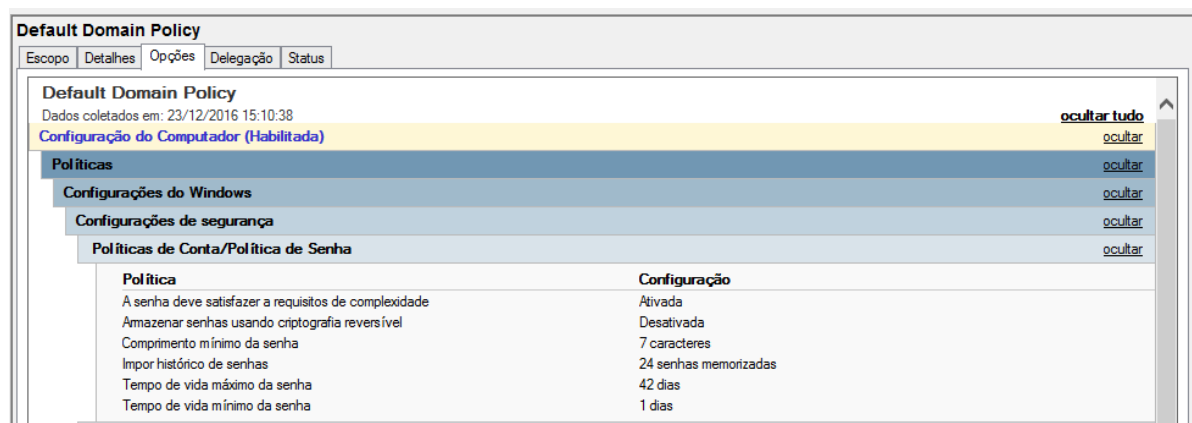 Default Domain Policy
Escopo Detalhes Opções Delegação Status
Default Domain Policy
Dados coletados em: 23/12/2016 15:10:38 ocultar tudo
Configuração do Computador (Habilitada) ocultar
Políticas ocultar
Configurações do Windows ocultar
Configurações de segurança ocultar
Políticas de Conta/Política de Senha ocultar
Política Configuração
A senha deve satisfazer a requisitos de complexidade Ativada
Armazenar senhas usando criptografia reversível Desativada
Comprimento mínimo da senha 7 caracteres
Impor histórico de senhas 24 senhas memorizadas
Tempo de vida máximo da senha 42 dias
Tempo de vida mínimo da senha 1 dias